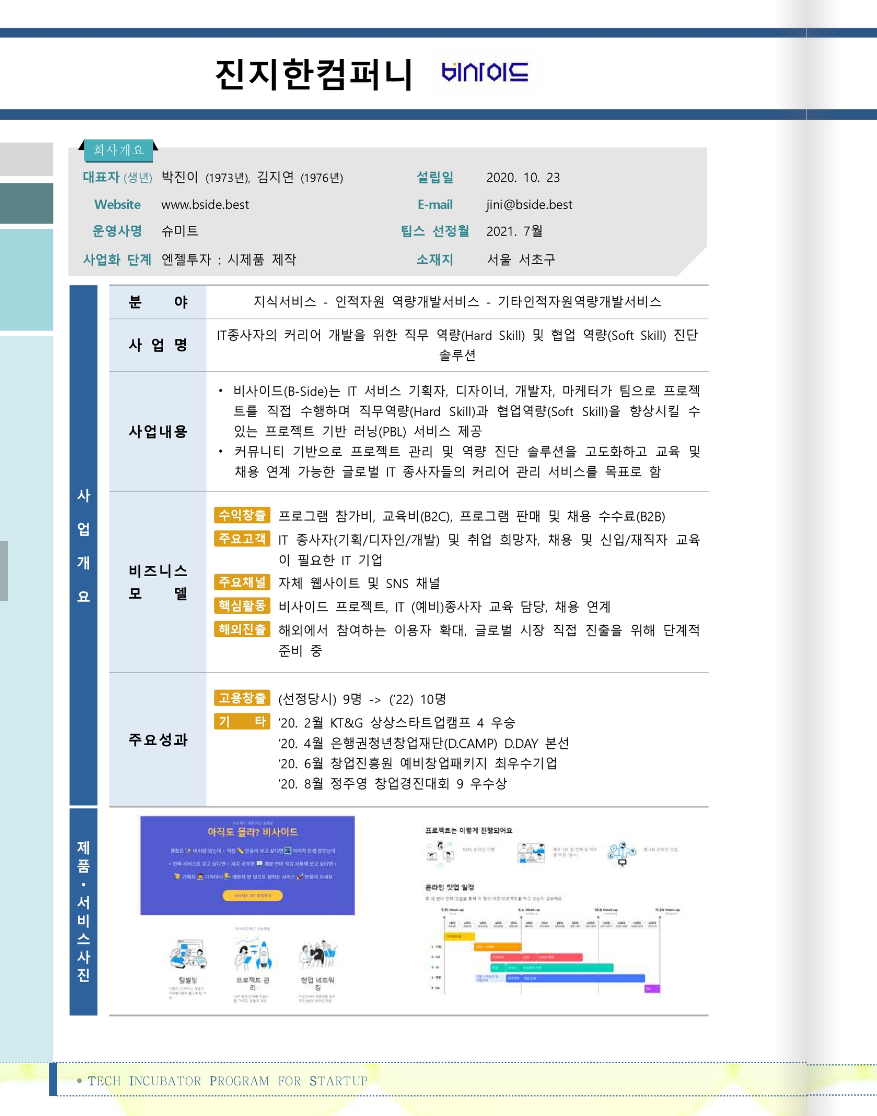 진지한컴퍼니 비사이드
회사개요
대표자 (생년) 박진이 (1973년), 김지연 (1976년) 설립일 2020. 10. 23
Website www.bside.best E-mail jini@bside.best
운영사명 슈미트 팁스 선정월 2021. 7월
사업화 단계 엔젤투자 : 시제품 제작 소재지 서울 서초구
사업개요
분 야 지식서비스 - 인적자원 역량개발서비스 - 기타인적자원역량개발서비스
사 업 명 IT종사자의 커리어 개발을 위한 직무 역량(Hard Skill) 및 협업 역량(Soft Skill) 진단
솔루션
사업내용
• 비사이드(B-Side)는 IT 서비스 기획자, 디자이너, 개발자, 마케터가 팀으로 프로젝
트를 직접 수행하며 직무역량(Hard Skill)과 협업역량(Soft Skill)을 향상시킬 수
있는 프로젝트 기반 러닝(PBL) 서비스 제공
• 커뮤니티 기반으로 프로젝트 관리 및 역량 진단 솔루션을 고도화하고 교육 및
채용 연계 가능한 글로벌 IT 종사자들의 커리어 관리 서비스를 목표로 함
비즈니스
모 델
수익창출 프로그램 참가비, 교육비(B2C), 프로그램 판매 및 채용 수수료(B2B)
주요고객 IT 종사자(기획/디자인/개발) 및 취업 희망자, 채용 및 신입/재직자 교육
이 필요한 IT 기업
주요채널 자체 웹사이트 및 SNS 채널
핵심활동 비사이드 프로젝트, IT (예비)종사자 교육 담당, 채용 연계
해외진출 해외에서 참여하는 이용자 확대, 글로벌 시장 직접 진출을 위해 단계적
준비 중
주요성과
고용창출 (선정당시) 9명 -> ('22) 10명
기 타 '20. 2월 KT&G 상상스타트업캠프 4 우승
'20. 4월 은행권청년창업재단(D.CAMP) D.DAY 본선
'20. 6월 창업진흥원 예비창업패키지 최우수기업
'20. 8월 정주영 창업경진대회 9 우수상
제품·서비스사진
아직도 몰라? 비사이드
팀빌딩
프로젝트 관
리
현업 네트워
킹
프로젝트는 이렇게 진행되어요
온라인 밋업 일정
• TECH INCUBATOR PROGRAM FOR STARTUP